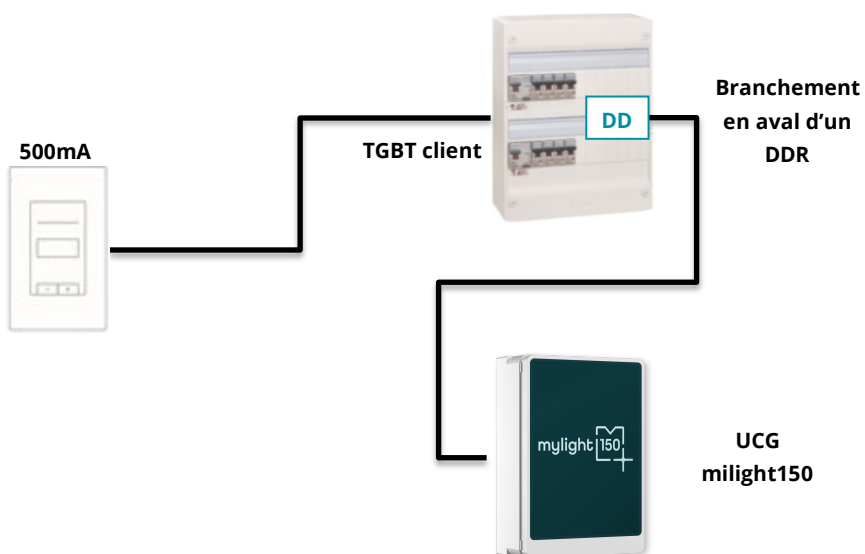 Branchement
en aval d’un
DDR
DD
TGBT client
500mA
mylight 150
UCG
milight150